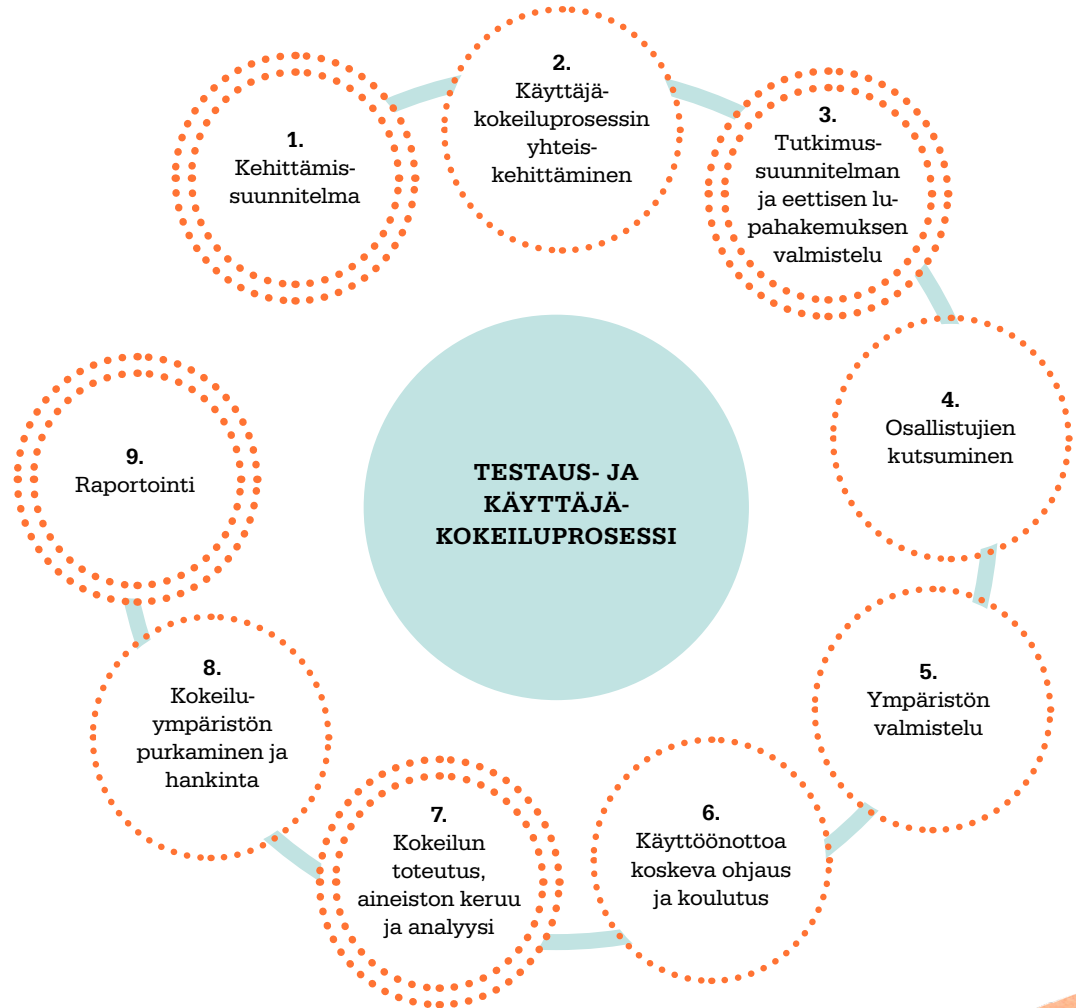 1.
Kehittämis-
suunnitelma
2.
Käyttäjä-
kokeiluprosessin
yhteis-
kehittäminen
3.
Tutkimus-
suunnitelman
ja eettisen lu-
pahakemuksen
valmistelu
4.
Osallistujien
kutsuminen
5.
Ympäristön
valmistelu
6.
Käyttöönottoa
koskeva ohjaus
ja koulutus
7.
Kokeilun
toteutus,
aineiston keruu
ja analyysi
8.
Kokeilu-
ympäristön
purkaminen ja
hankinta
9.
Raportointi
TESTAUS- JA
KÄYTTÄJÄ-
KOKEILUPROSESSI